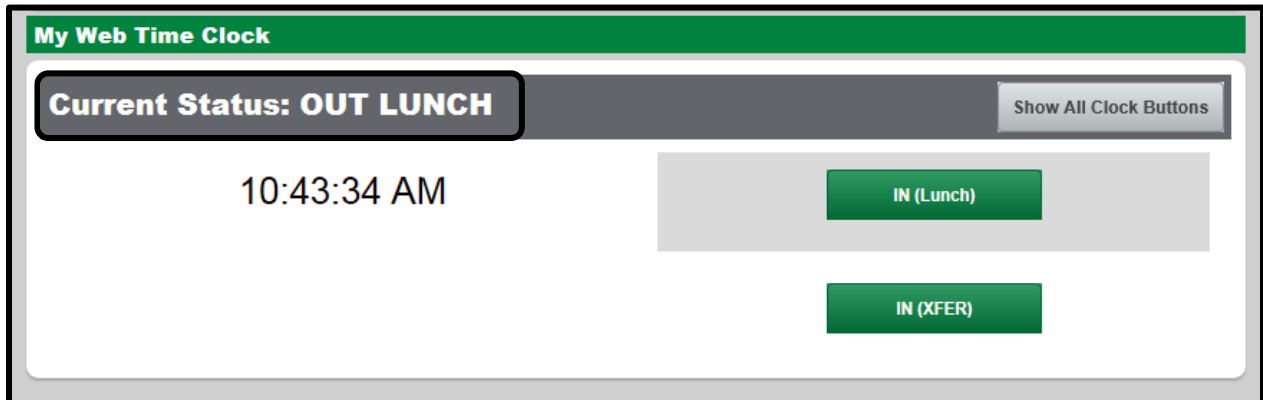 My Web Time Clock
Current Status: OUT LUNCH
Show All Clock Buttons
10:43:34 AM
IN (Lunch)
IN (XFER)